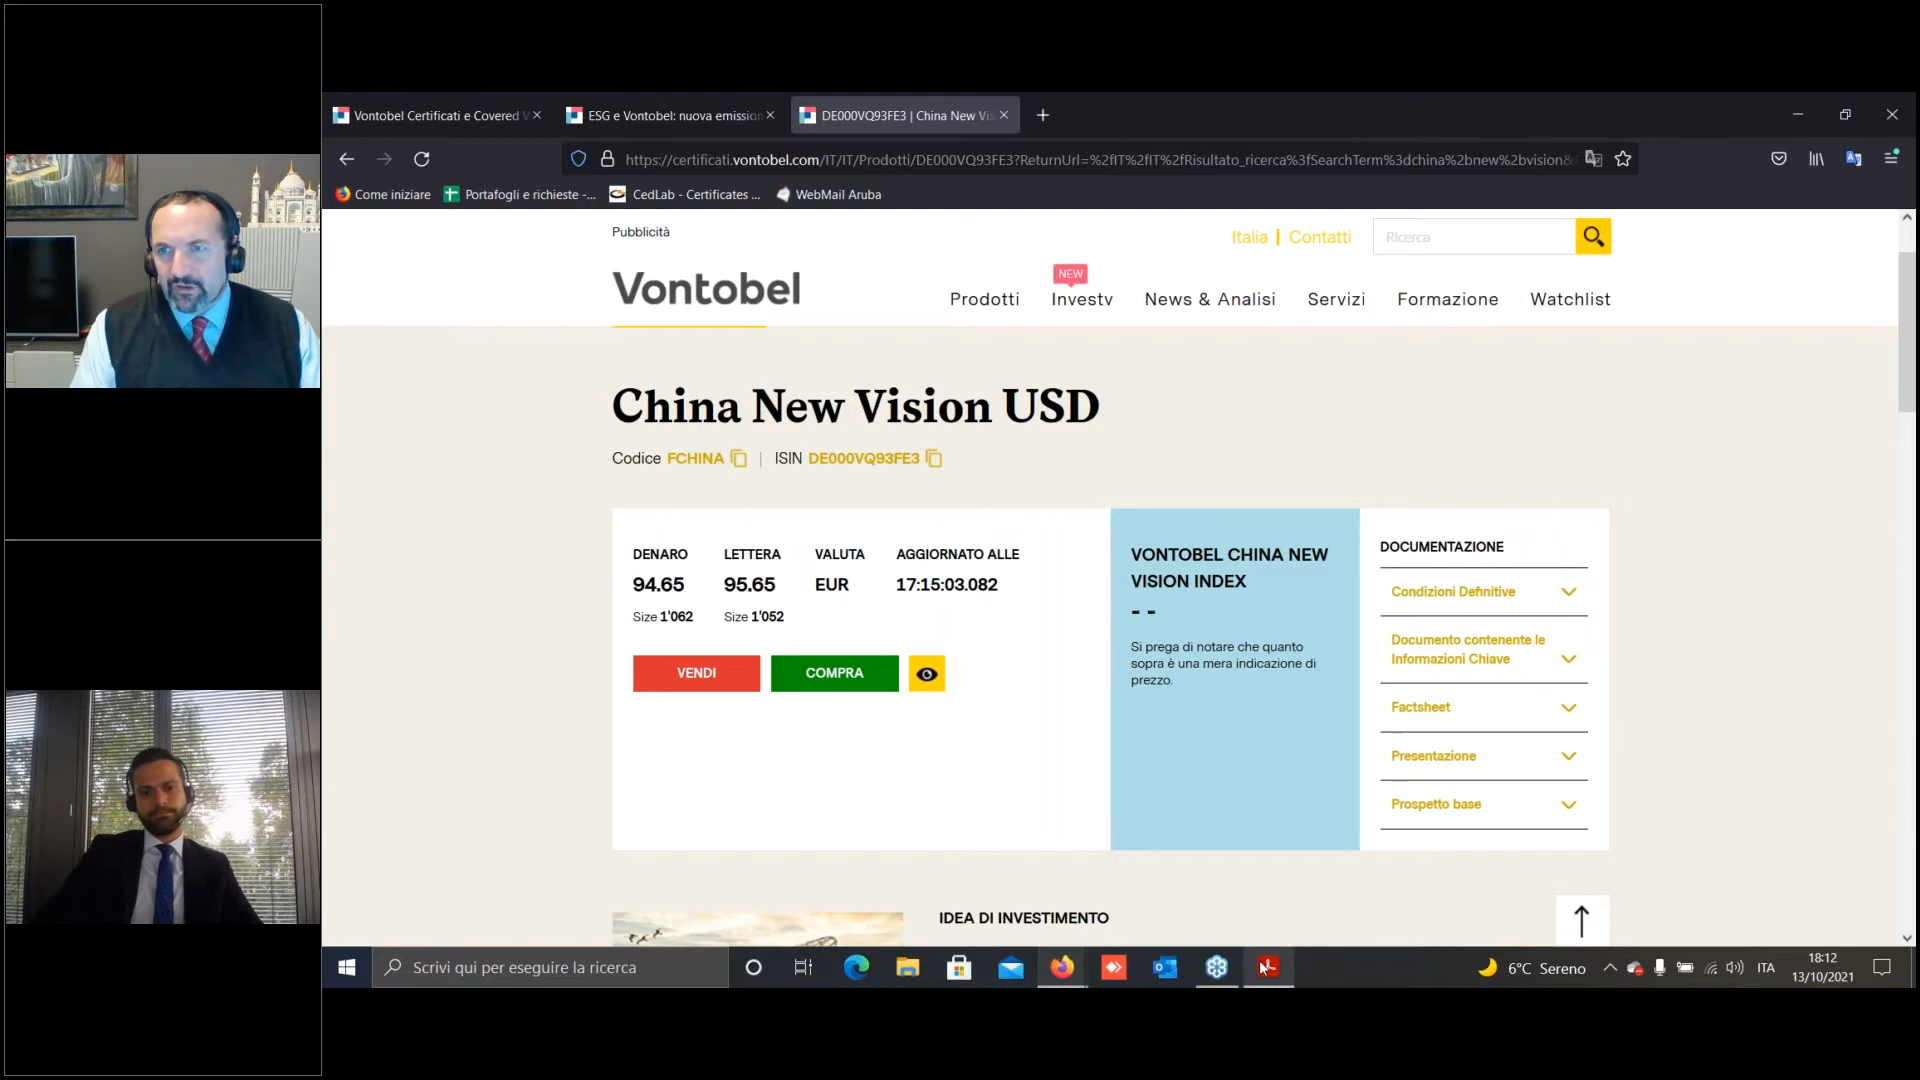 Vontobel Certificati e Covered W
ESG e Vontobel: nuova emission
DE000VQ93FE3 | China New Vis
https://certificati.vontobel.com/IT/IT/Prodotti/DE000VQ93FE3?ReturnUrl=%2fIT%2fIT%2fRisultato_ricerca%3fSearchTerm%3dchina%2bnew%2bvision&
Come iniziare
Portafogli e richieste -...
CedLab - Certificates ...
WebMail Aruba
Pubblicità
Italia | Contatti
Ricerca
Vontobel
NEW
Prodotti
Investv
News & Analisi
Servizi
Formazione
Watchlist
China New Vision USD
Codice FCHINA | ISIN DE000VQ93FE3
DENARO LETTERA VALUTA AGGIORNATO ALLE
94.65 95.65 EUR 17:15:03.082
Size 1'062 Size 1'052
VENDI COMPRA
VONTOBEL CHINA NEW
VISION INDEX
- -
Si prega di notare che quanto
sopra è una mera indicazione di
prezzo.
DOCUMENTAZIONE
Condizioni Definitive
Documento contenente le
Informazioni Chiave
Factsheet
Presentazione
Prospetto base
IDEA DI INVESTIMENTO
Scrivi qui per eseguire la ricerca
6°C Sereno
ITA
18:12
13/10/2021